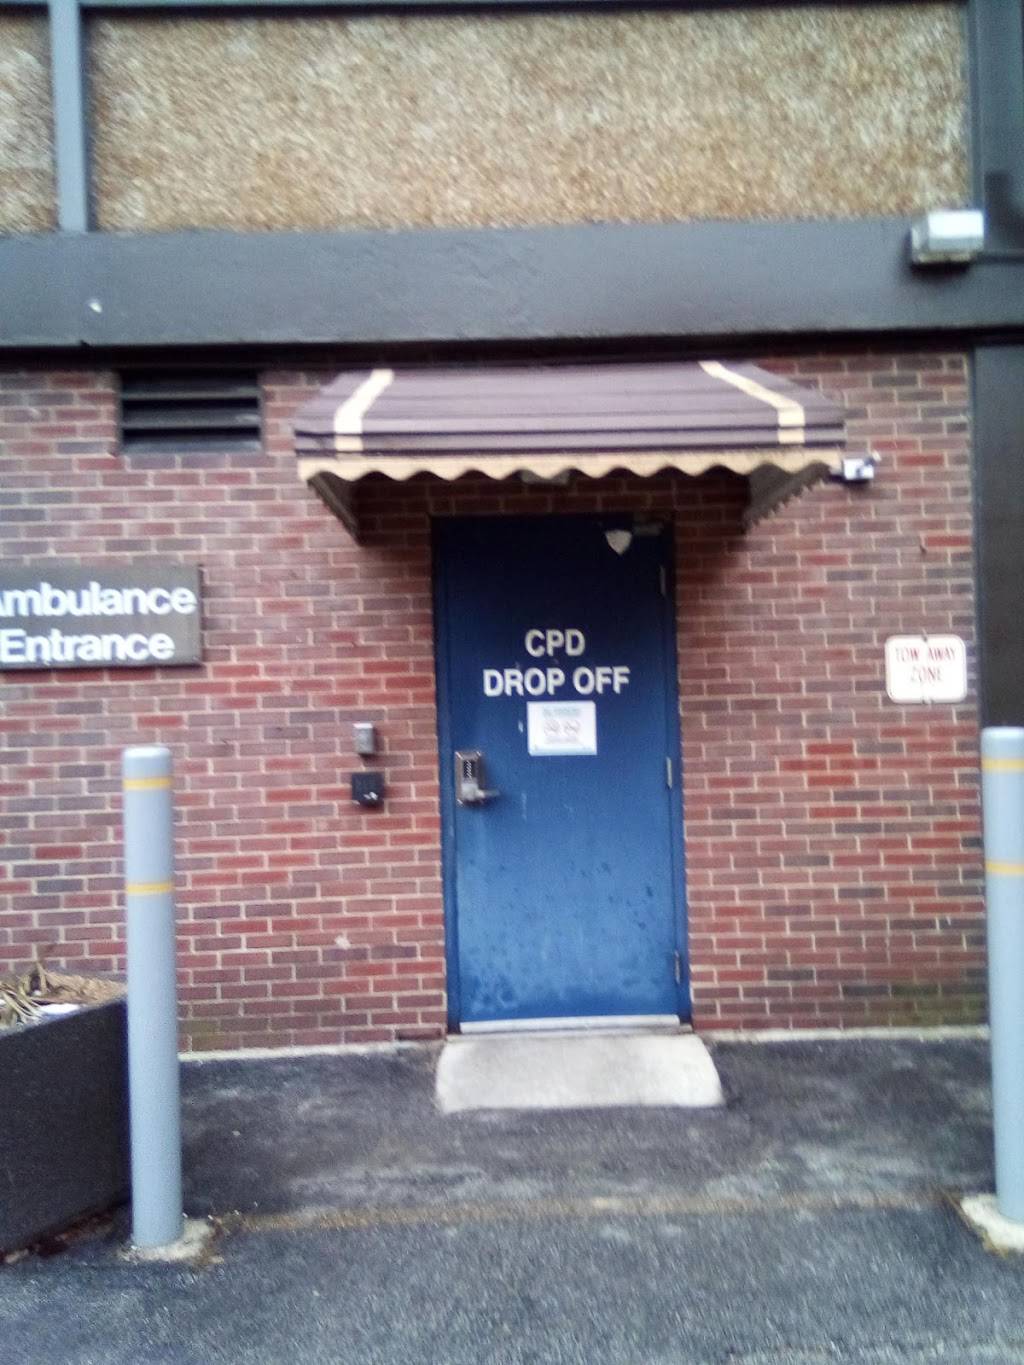 Ambulance
Entrance
CPD
DROP OFF
TOW AWAY
ZONE